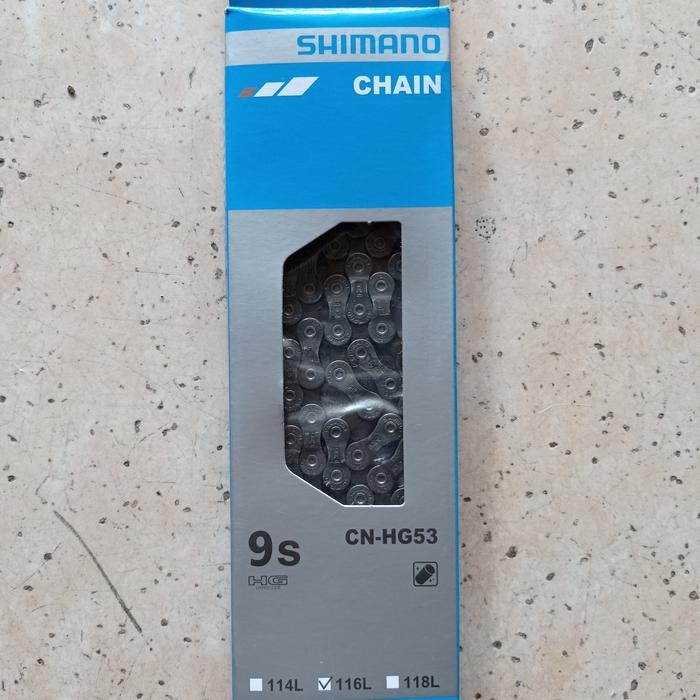 SHIMANO
CHAIN
9s
CN-HG53
HG
114L 116L 118L